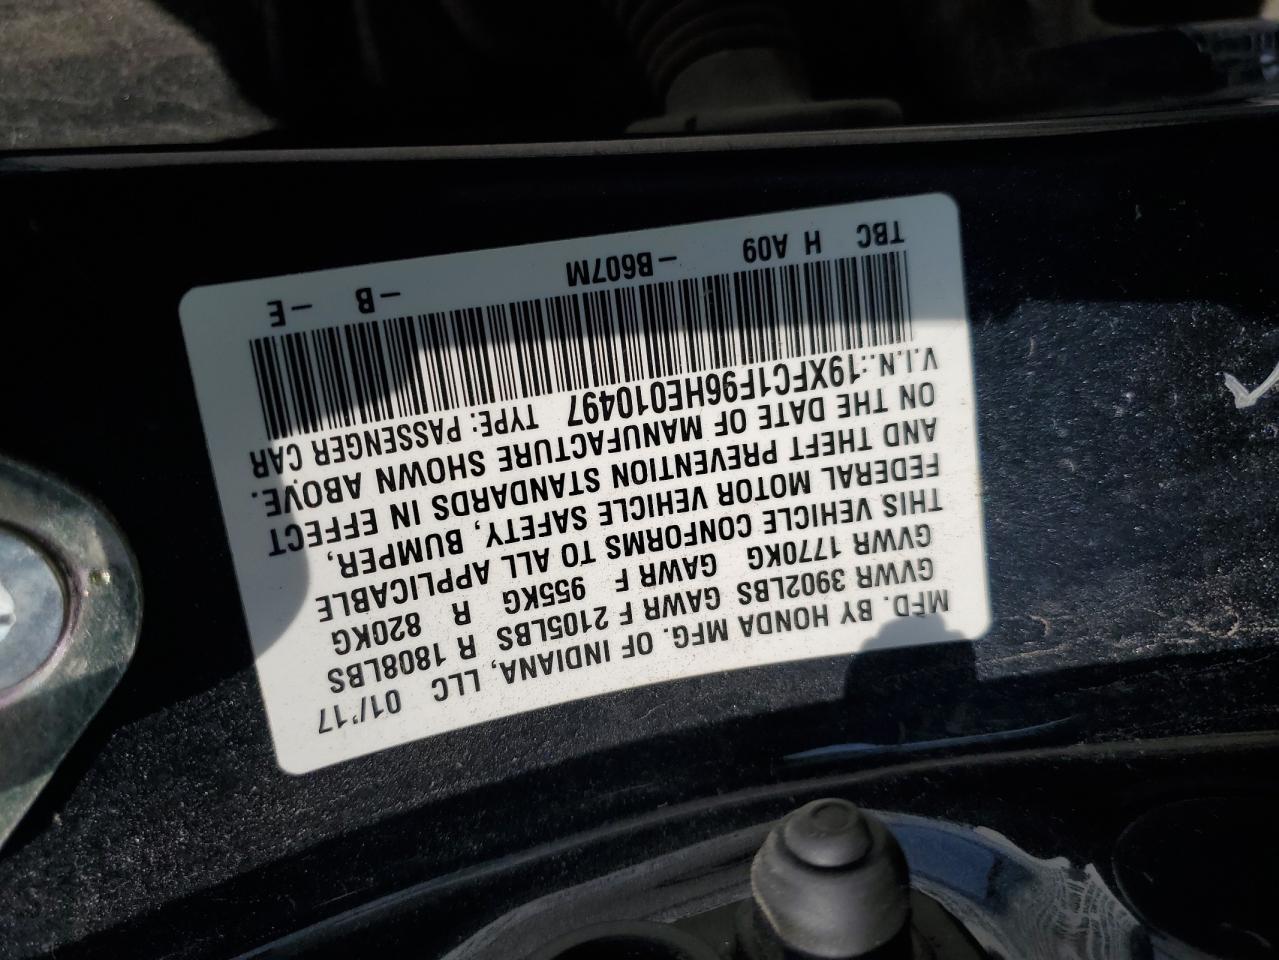 MFD. BY HONDA MFG. OF INDIANA, LLC 01/'17
GVWR 3902LBS GAWR F 2105LBS R 1808LBS
GVWR 1770KG GAWR F 955KG R 820KG
THIS VEHICLE CONFORMS TO ALL APPLICABLE
FEDERAL MOTOR VEHICLE SAFETY, BUMPER,
AND THEFT PREVENTION STANDARDS IN EFFECT
ON THE DATE OF MANUFACTURE SHOWN ABOVE.
V.I.N.:19XFC1F96HE010497 TYPE: PASSENGER CAR
TBC H A09 -B607M -B -E